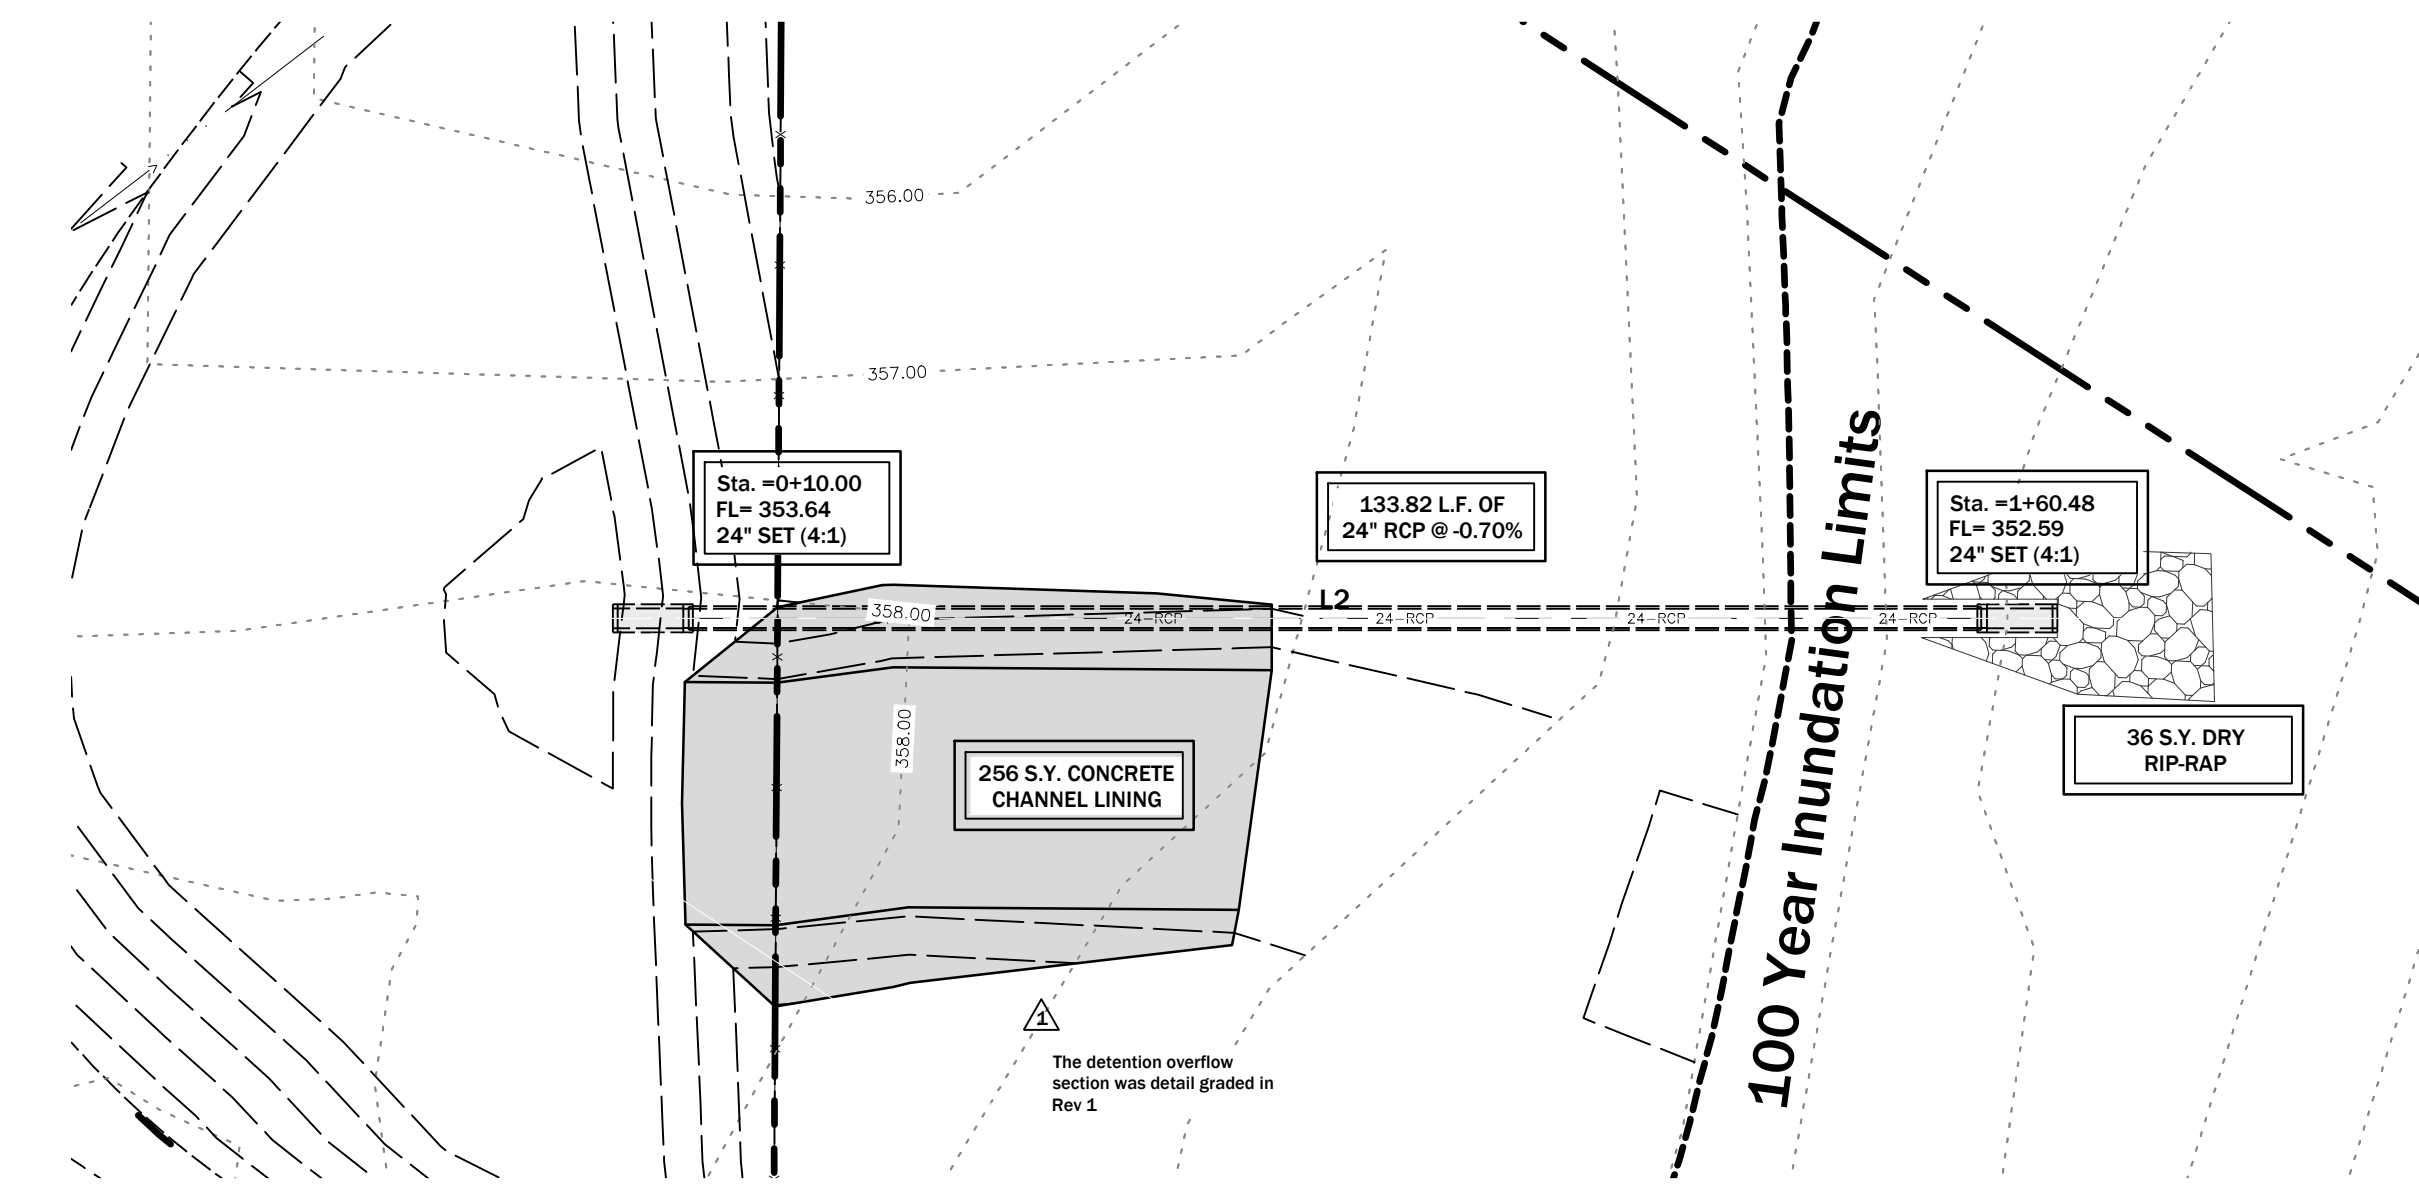 356.00
357.00
Sta. =0+10.00
FL= 353.64
24" SET (4:1)
133.82 L.F. OF
24" RCP @ -0.70%
Sta. =1+60.48
FL= 352.59
24" SET (4:1)
100 Year Inundation Limits
L2
358.00
24-RCP
24-RCP
24-RCP
24-RCP
358.00
256 S.Y. CONCRETE
CHANNEL LINING
36 S.Y. DRY
RIP-RAP
1
The detention overflow
section was detail graded in
Rev 1